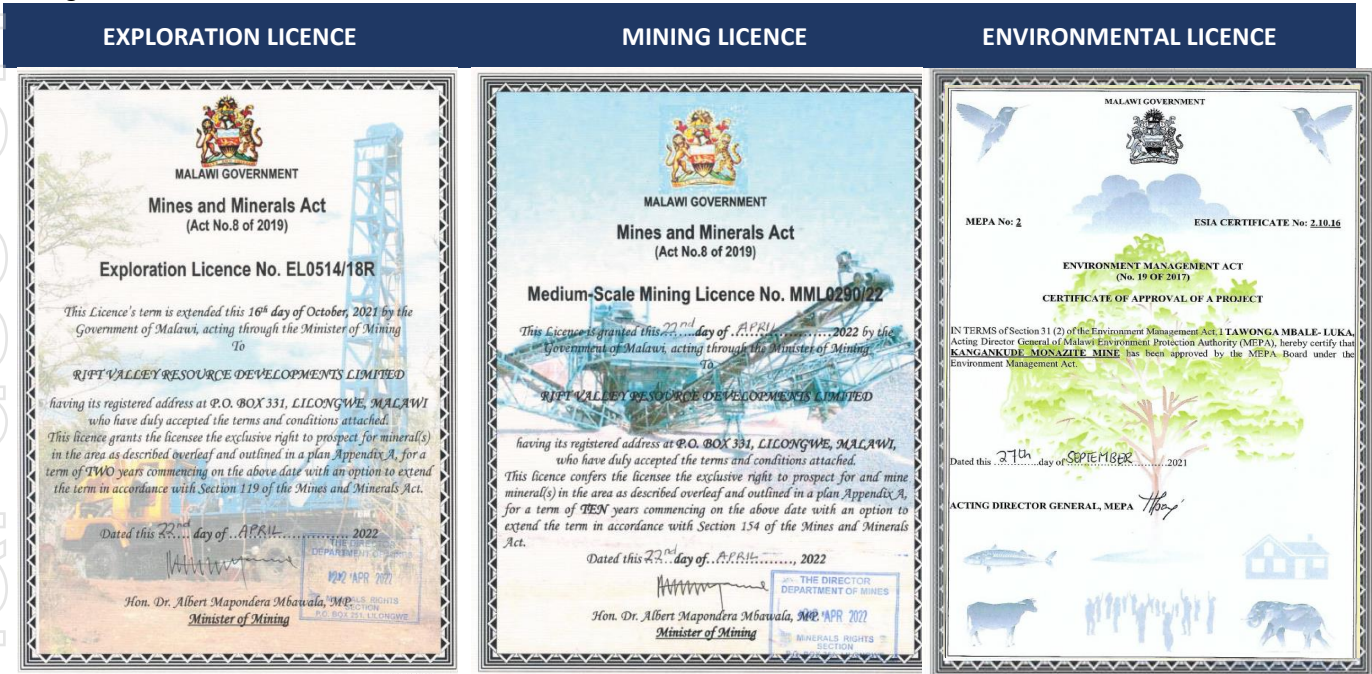 EXPLORATION LICENCE
MALAWI GOVERNMENT
Mines and Minerals Act
(Act No.8 of 2019)
Exploration Licence No. EL0514/18R
This Licence's term is extended this 16th day of October, 2021 by the
Government of Malawi, acting through the Minister of Mining
To
RIFT VALLEY RESOURCE DEVELOPMENTS LIMITED
having its registered address at P.O. BOX 331, LILONGWE, MALAWI
who have duly accepted the terms and conditions attached.
This licence grants the licensee the exclusive right to prospect for mineral(s)
in the area as described overleaf and outlined in a plan Appendix A, for a
term of TWO years commencing on the above date with an option to extend
the term in accordance with Section 119 of the Mines and Minerals Act.
Dated this 22nd day of APRIL 2022
THE DIRECTOR
DEPARTMENT OF MINES
APR 2022
MINERALS RIGHTS
SECTION
P.O. BOX 251, LILONGWE
Hon. Dr. Albert Mapondera Mbawala, MP.
Minister of Mining
MINING LICENCE
MALAWI GOVERNMENT
Mines and Minerals Act
(Act No.8 of 2019)
Medium-Scale Mining Licence No. MML0290/22
This Licence is granted this 22nd day of APRIL 2022 by the
Government of Malawi, acting through the Minister of Mining
To
RIFT VALLEY RESOURCE DEVELOPMENTS LIMITED
having its registered address at P.O. BOX 331, LILONGWE, MALAWI,
who have duly accepted the terms and conditions attached.
This licence confers the licensee the exclusive right to prospect for and mine
mineral(s) in the area as described overleaf and outlined in a plan Appendix A,
for a term of TEN years commencing on the above date with an option to
extend the term in accordance with Section 154 of the Mines and Minerals
Act.
Dated this 22nd day of APRIL, 2022
THE DIRECTOR
DEPARTMENT OF MINES
APR 2022
MINERALS RIGHTS
SECTION
Hon. Dr. Albert Mapondera Mbawala, MP.
Minister of Mining
ENVIRONMENTAL LICENCE
MALAWI GOVERNMENT
MEPA No: 2 ESIA CERTIFICATE No: 2.10.16
ENVIRONMENT MANAGEMENT ACT
(No. 19 OF 2017)
CERTIFICATE OF APPROVAL OF A PROJECT
IN TERMS of Section 31 (2) of the Environment Management Act, I TAWONGA MBALE- LUKA,
Acting Director General of Malawi Environment Protection Authority (MEPA), hereby certify that
KANGANKUDE MONAZITE MINE has been approved by the MEPA Board under the
Environment Management Act.
Dated this 27th day of SEPTEMBER 2021
ACTING DIRECTOR GENERAL, MEPA